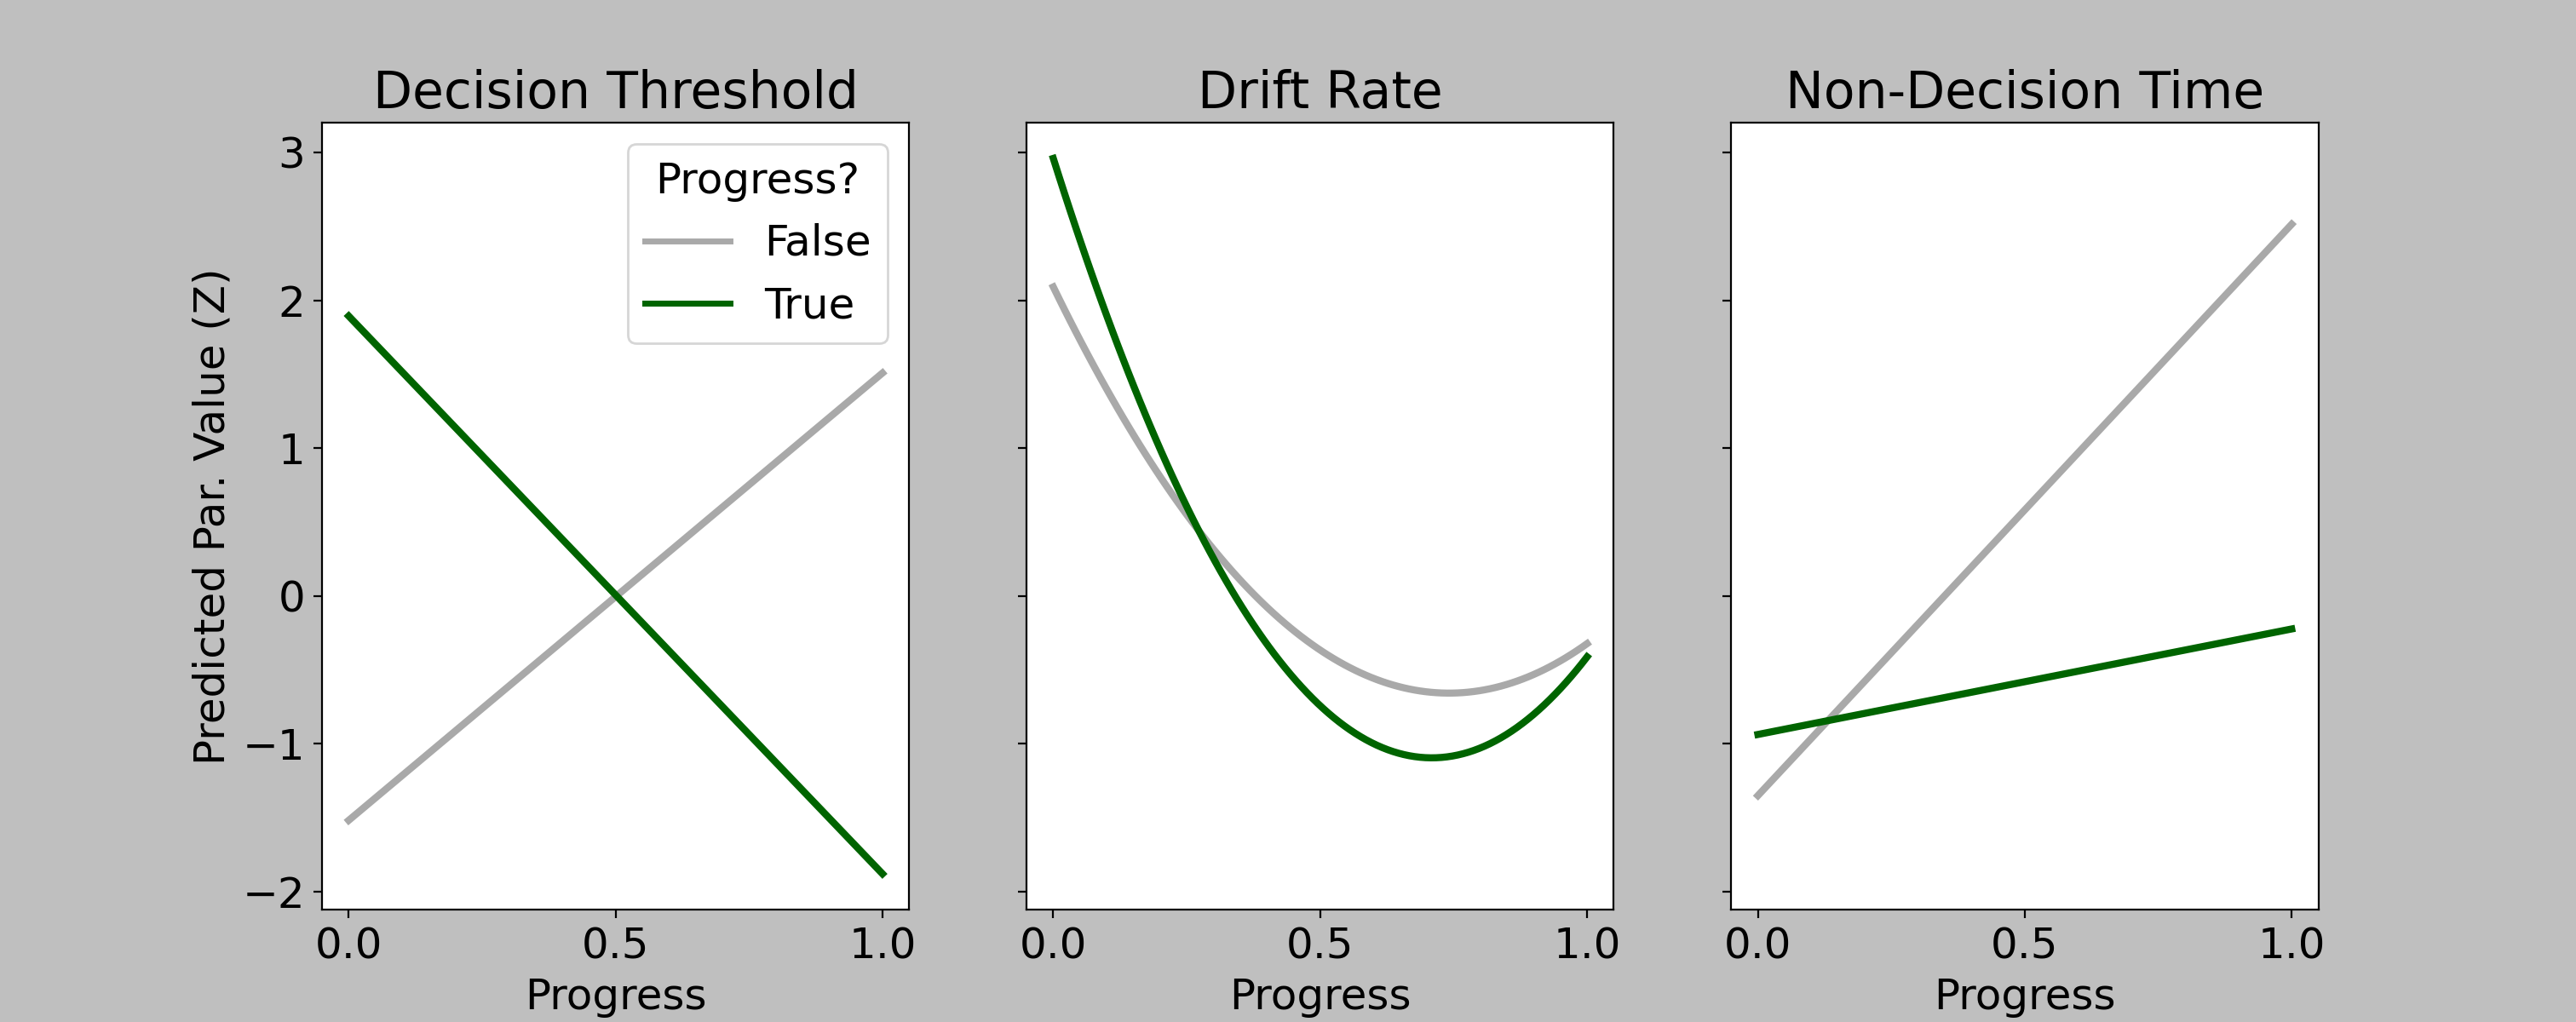 Decision Threshold
Drift Rate
Non-Decision Time
Predicted Par. Value (Z)
3
2
1
0
−1
−2
Progress?
False
True
0.0 0.5 1.0
0.0 0.5 1.0
0.0 0.5 1.0
Progress
Progress
Progress